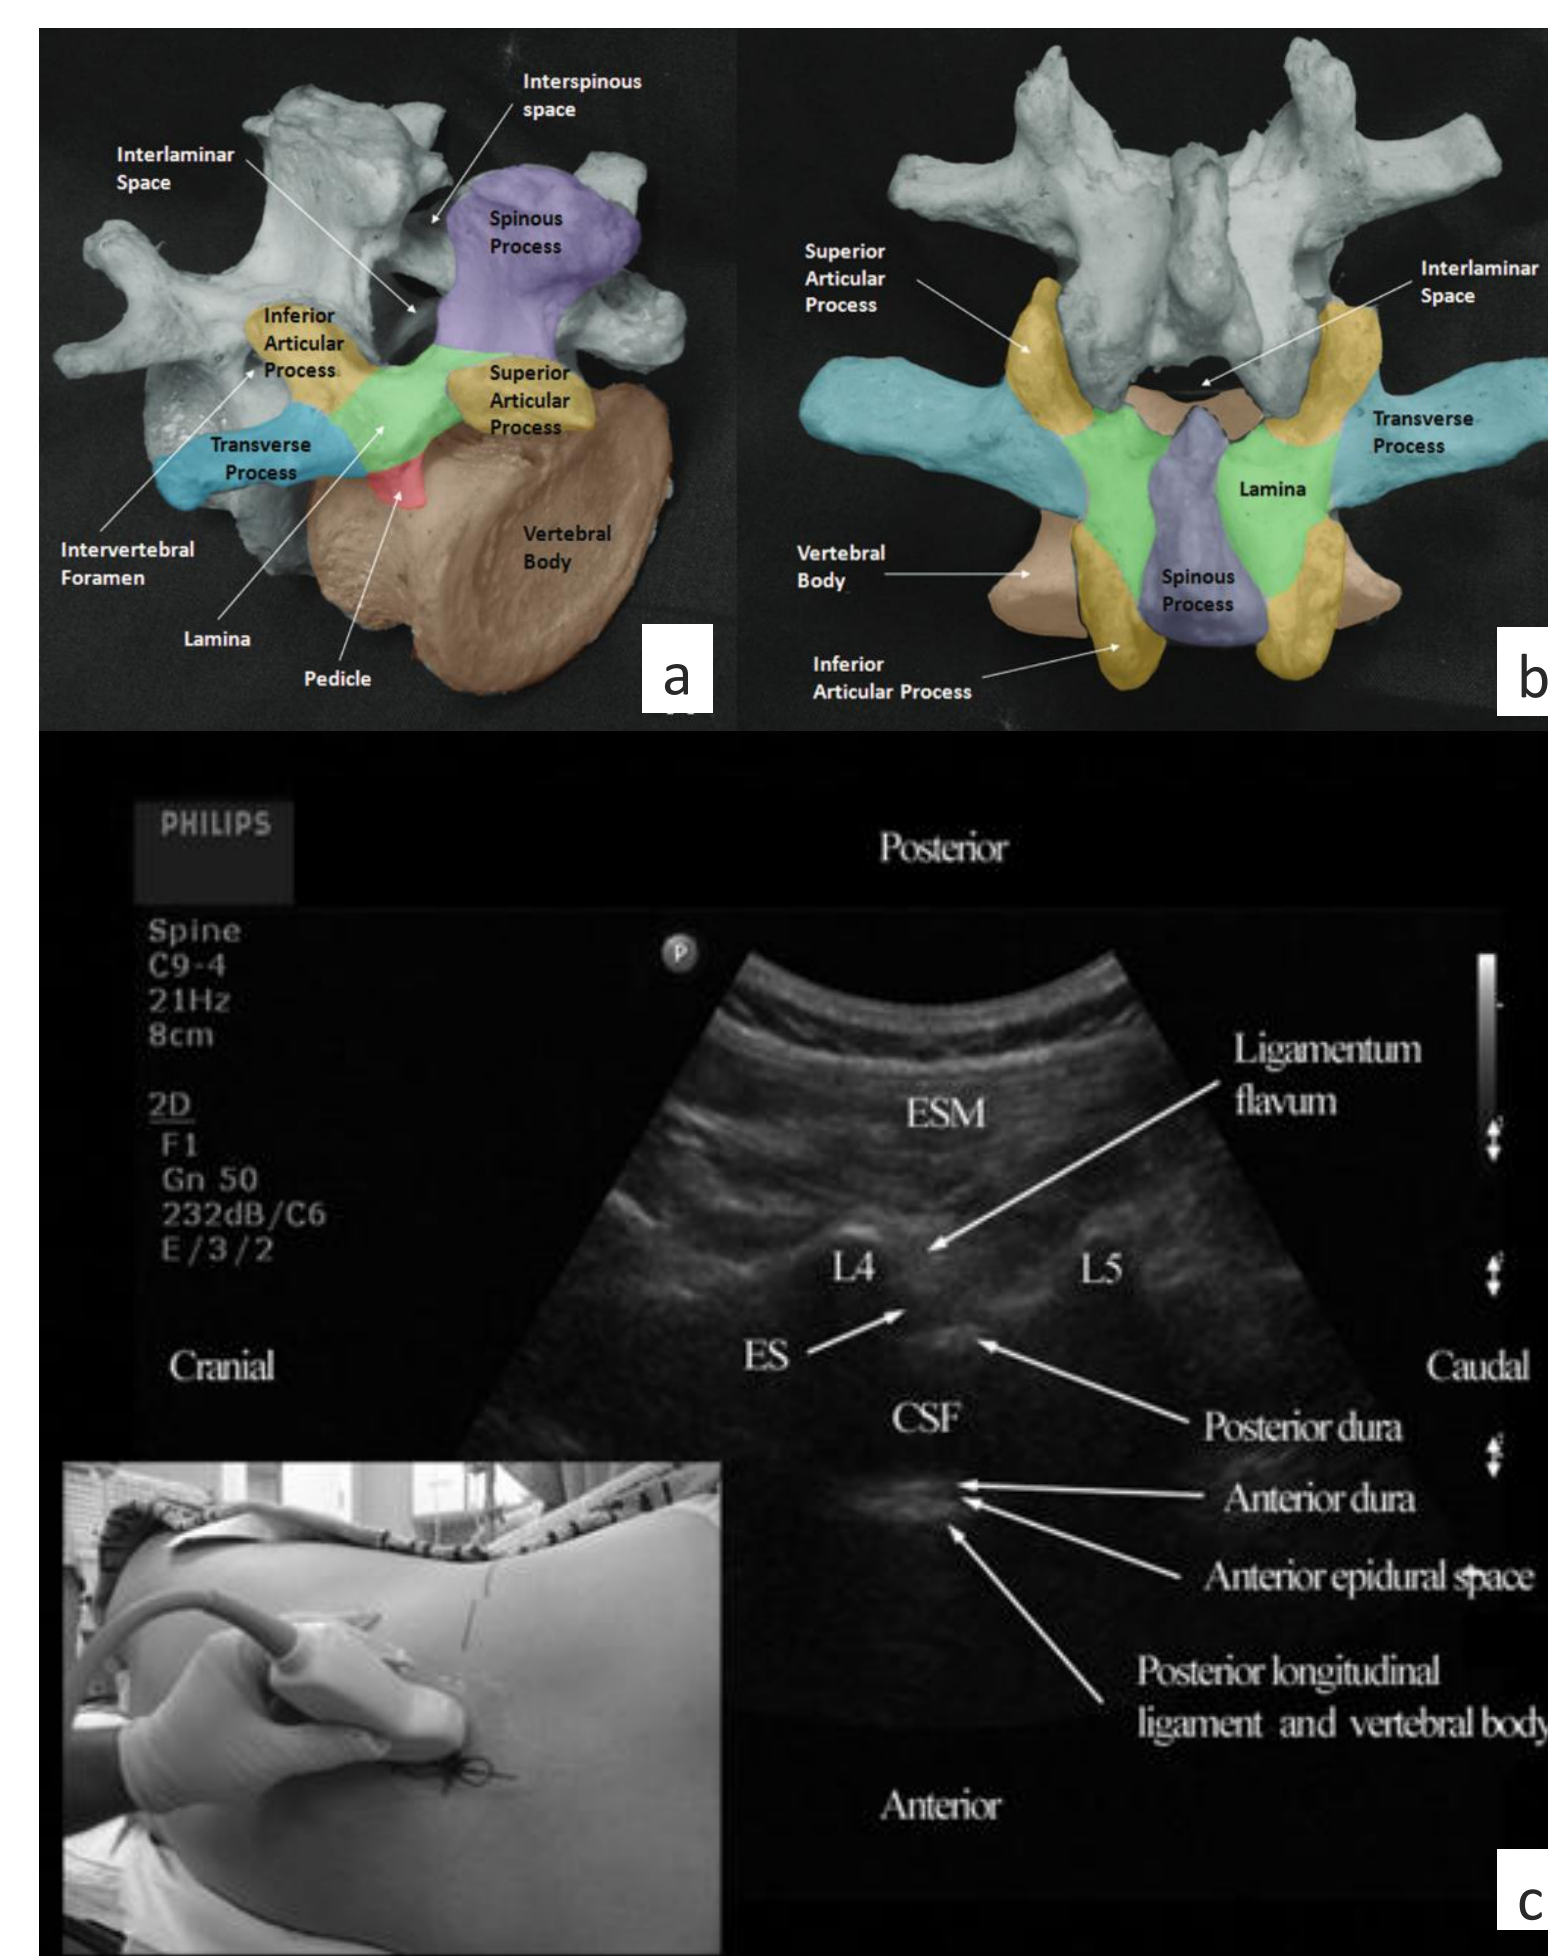 Interspinous
space
Interlaminar
Space
Spinous
Process
Inferior
Articular
Process
Superior
Articular
Process
Transverse
Process
Vertebral
Body
Intervertebral
Foramen
Lamina
Pedicle
a
Superior
Articular
Process
Interlaminar
Space
Transverse
Process
Lamina
Vertebral
Body
Spinous
Process
Inferior
Articular Process
b
PHILIPS
Posterior
Spine
C9-4
21Hz
8cm
2D
F1
Gn 50
232dB/C6
E/3/2
P
Ligamentum
flavum
ESM
L4
L5
ES
Cranial
Caudal
CSF
Posterior dura
Anterior dura
Anterior epidural space
Posterior longitudinal
ligament and vertebral body
Anterior
c